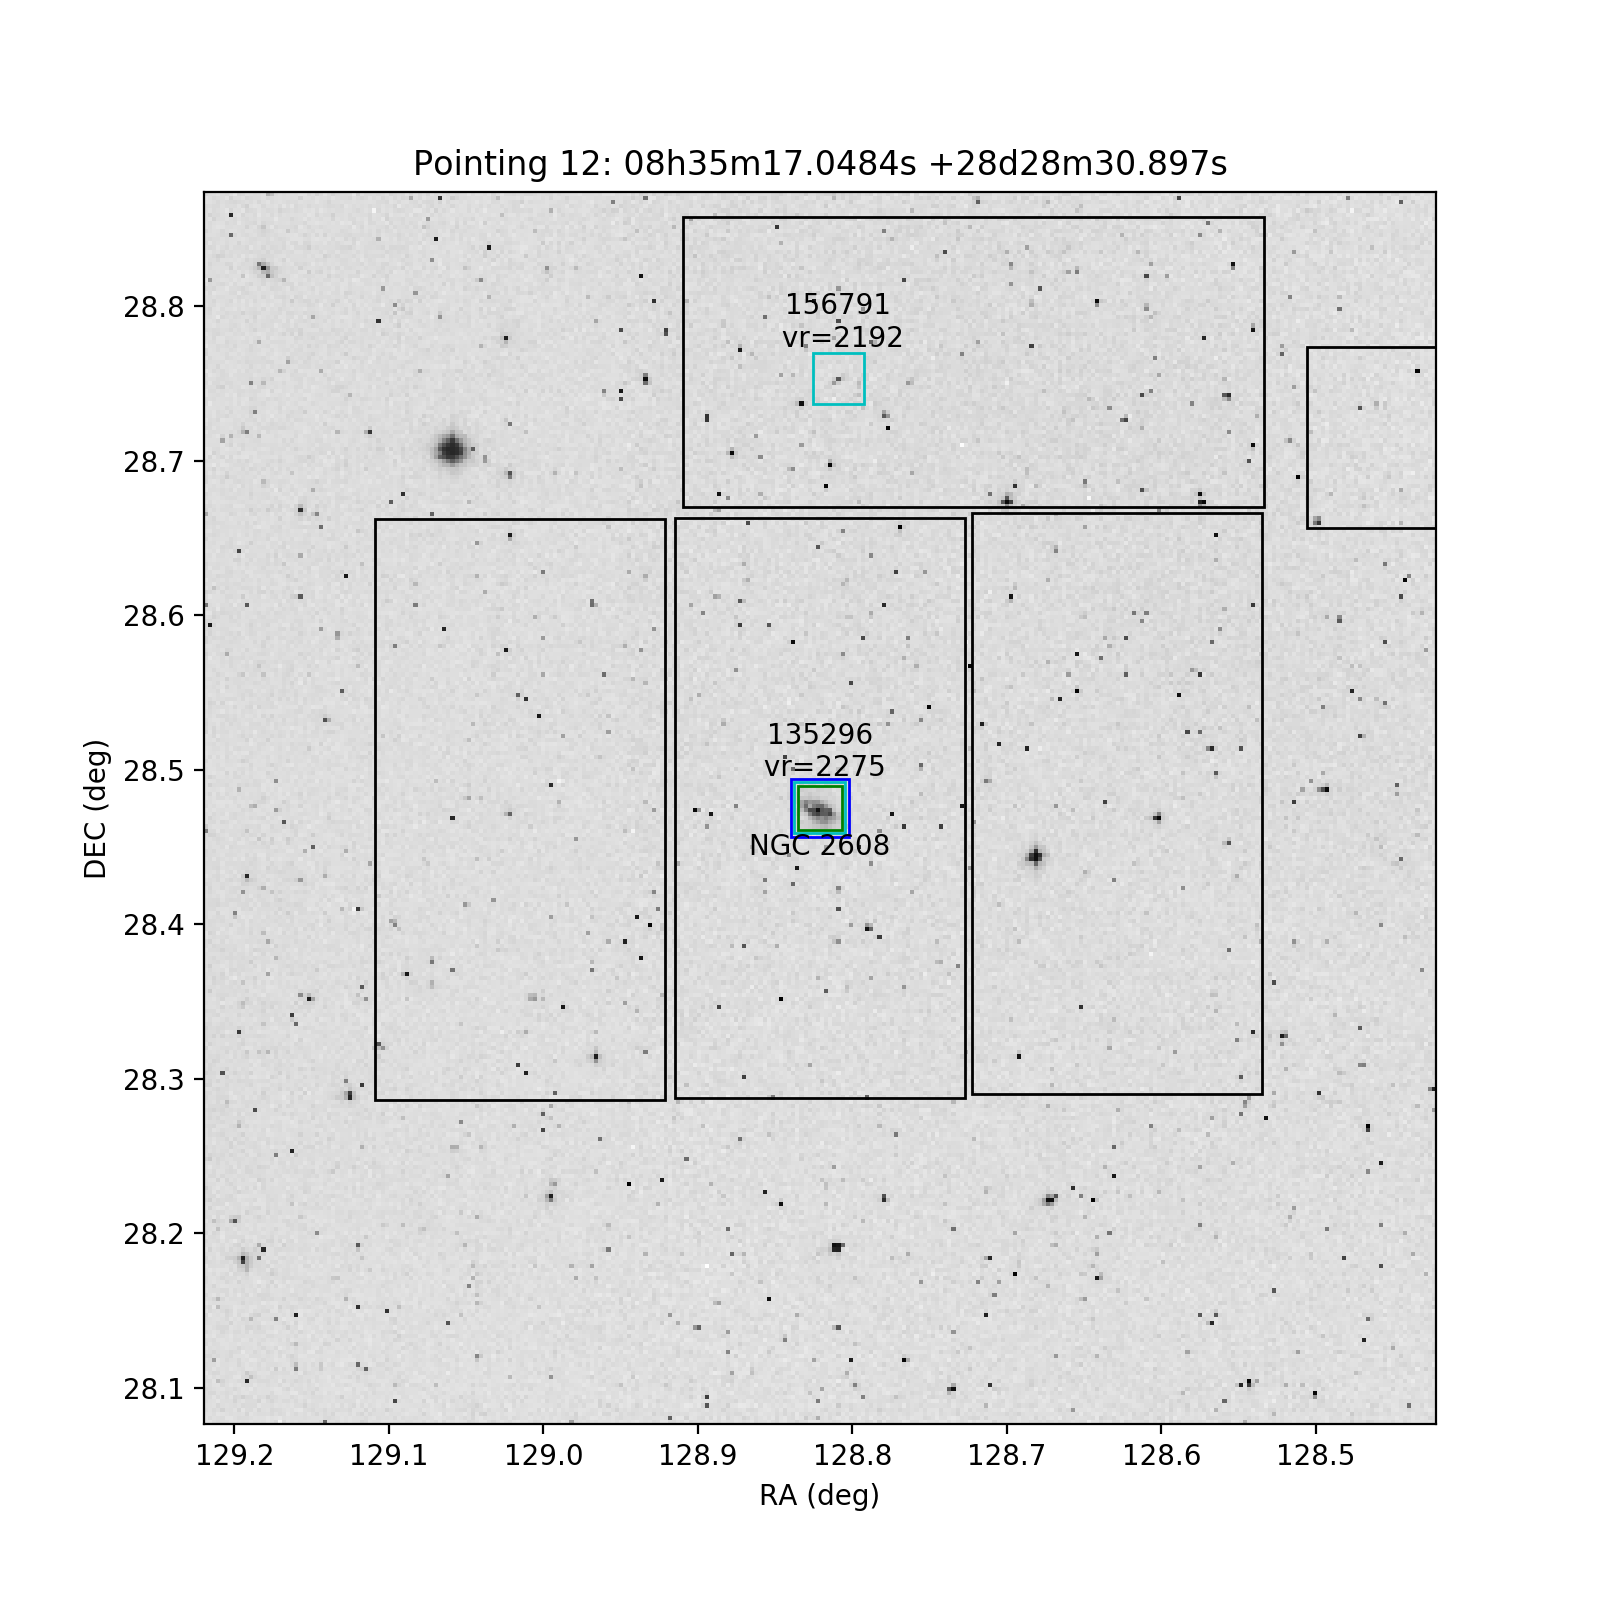 Pointing 12: 08h35m17.0484s +28d28m30.897s
28.8
28.7
28.6
28.5
28.4
28.3
28.2
28.1
DEC (deg)
156791
vr=2192
135296
vr=2275
NGC 2608
129.2 129.1 129.0 128.9 128.8 128.7 128.6 128.5
RA (deg)